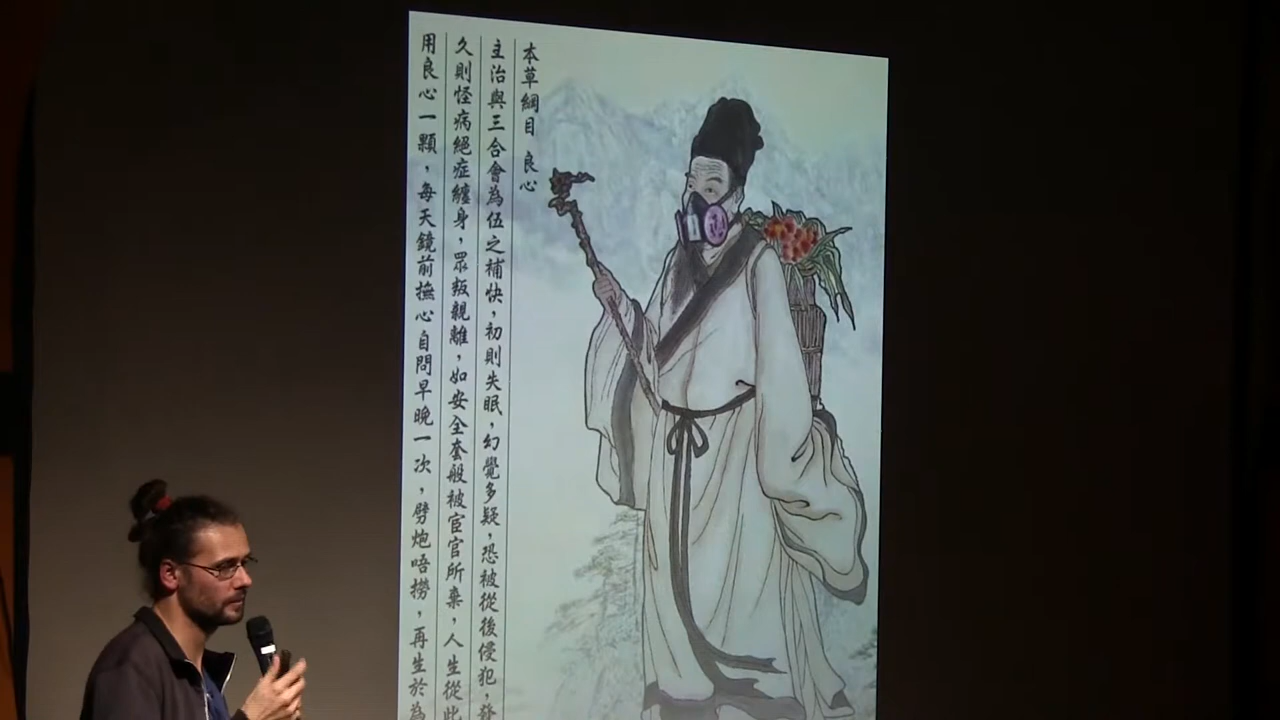 本草綱目 良心
主治與三合會為伍之補快，初則失眠，幻覺多疑，恐被從後侵犯，發
久則怪病絕症纏身，眾叛親離，如安全套般被宦官所棄，人生從此
用良心一顆，每天鏡前撫心自問早晚一次，劈炮唔撈，再生於為